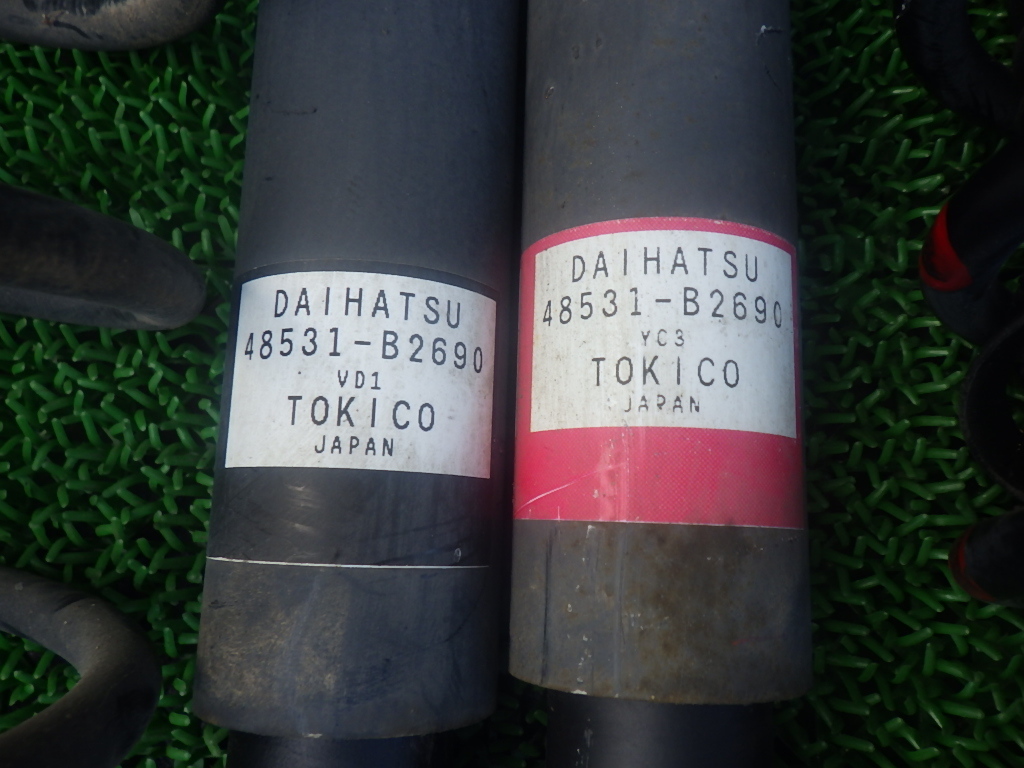 DAIHATSU
48531-B2690
VD1
TOKICO
JAPAN
DAIHATSU
48531-B2690
YC3
TOKICO
JAPAN